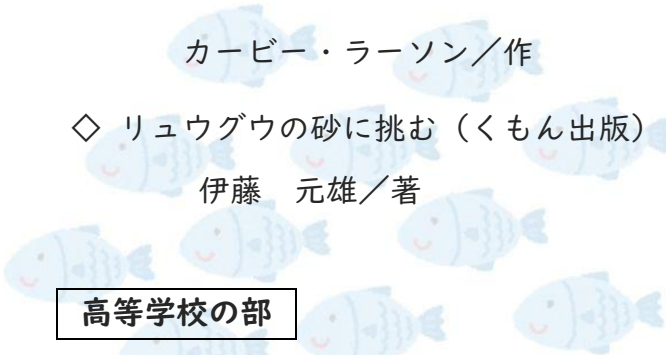 カービー・ラーソン／作
◇ リュウグウの砂に挑む（くもん出版）
伊藤　元雄／著
高等学校の部